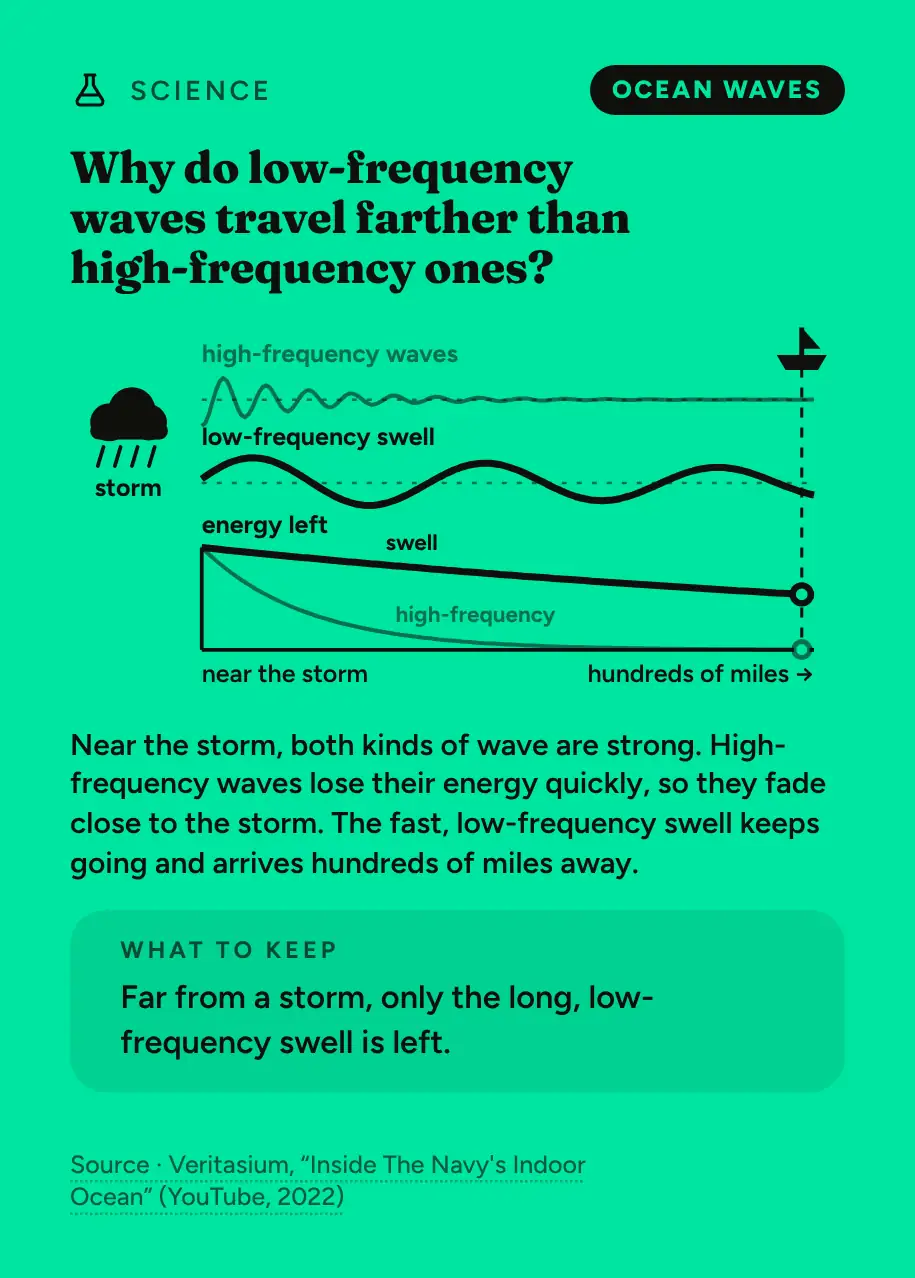 SCIENCE
OCEAN WAVES
Why do low-frequency
waves travel farther than
high-frequency ones?
high-frequency waves
low-frequency swell
storm
energy left
swell
high-frequency
near the storm
hundreds of miles →
Near the storm, both kinds of wave are strong. High-
frequency waves lose their energy quickly, so they fade
close to the storm. The fast, low-frequency swell keeps
going and arrives hundreds of miles away.
WHAT TO KEEP
Far from a storm, only the long, low-
frequency swell is left.
Source · Veritasium, “Inside The Navy's Indoor
Ocean” (YouTube, 2022)